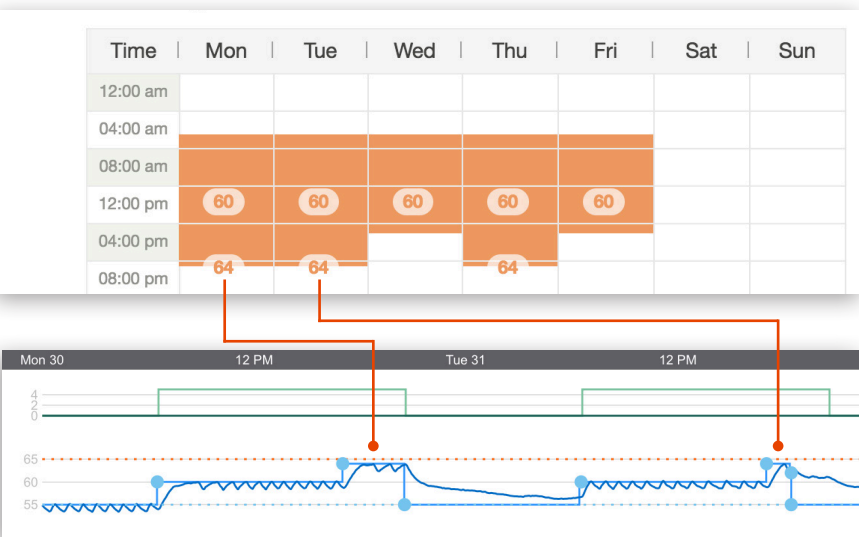 Time Mon Tue Wed Thu Fri Sat Sun
12:00 am
04:00 am
08:00 am
12:00 pm 60 60 60 60 60
04:00 pm
64 64 64
08:00 pm
Mon 30 12 PM Tue 31 12 PM
4
2
0
65
60
55